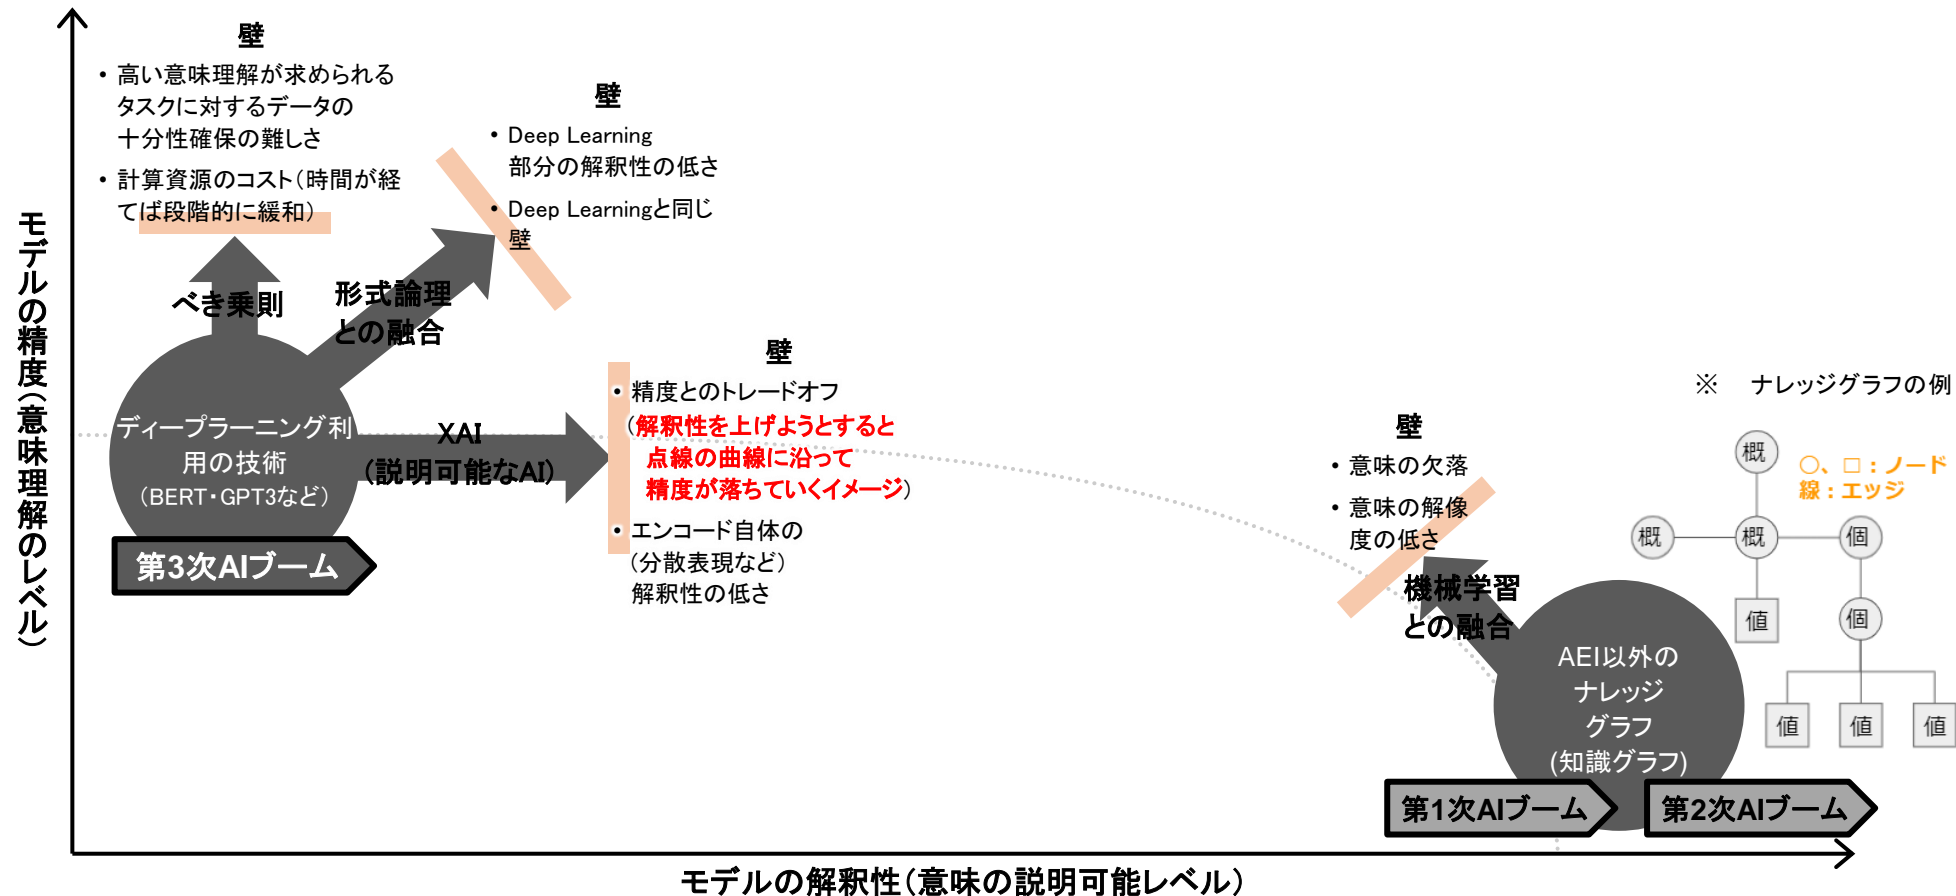 壁
・高い意味理解が求められる
タスクに対するデータの
十分性確保の難しさ
・計算資源のコスト（時間が経
てば段階的に緩和）
壁
・Deep Learning
部分の解釈性の低さ
・Deep Learningと同じ
壁
モデルの精度（意味理解のレベル）
べき乗則
形式論理
との融合
ディープラーニング利
用の技術
（BERT・GPT3など）
第3次AIブーム
XAI
(説明可能なAI)
壁
・精度とのトレードオフ
（解釈性を上げようとすると
点線の曲線に沿って
精度が落ちていくイメージ）
・エンコード自体の
（分散表現など）
解釈性の低さ
壁
・意味の欠落
・意味の解像
度の低さ
機械学習
との融合
AEI以外の
ナレッジ
グラフ
(知識グラフ)
第1次AIブーム
第2次AIブーム
※　ナレッジグラフの例
概
〇、□：ノード
線：エッジ
概
概
個
値
個
値
値
値
モデルの解釈性（意味の説明可能レベル）